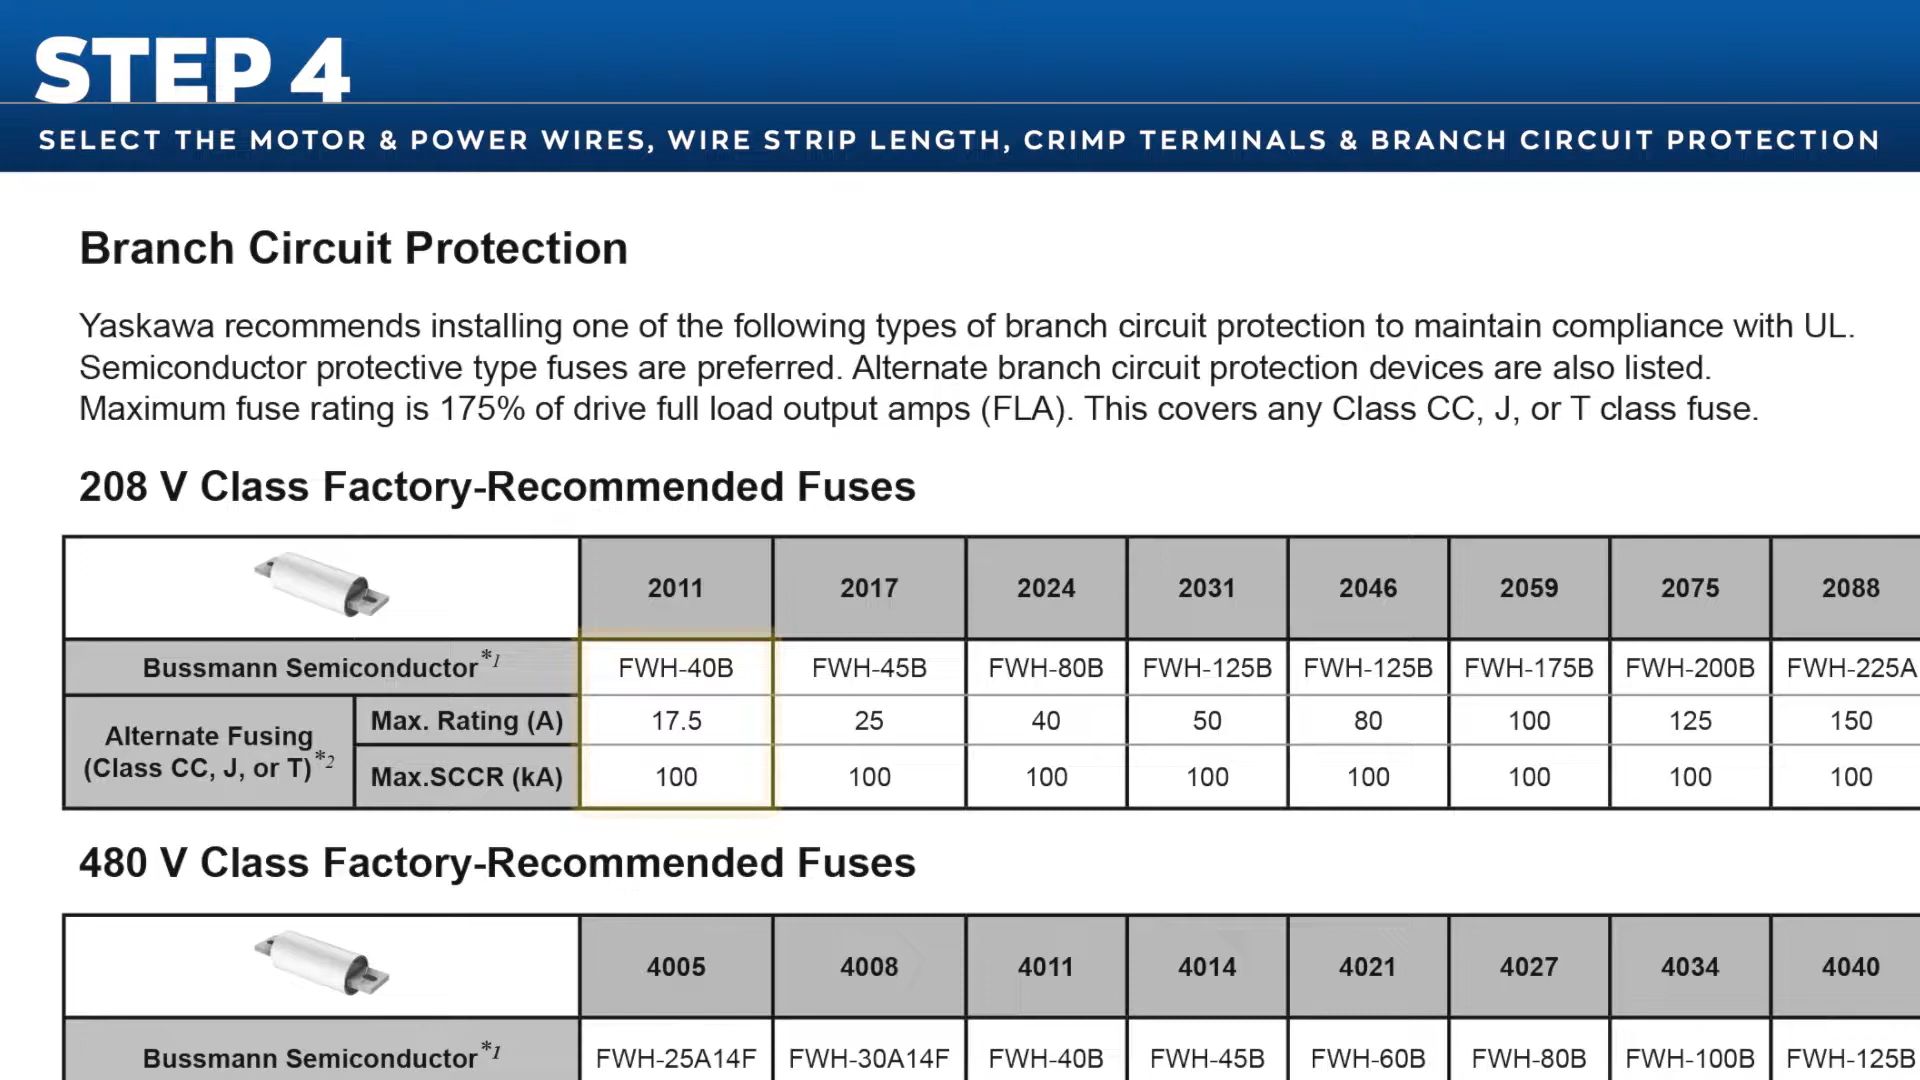 STEP 4
SELECT THE MOTOR & POWER WIRES, WIRE STRIP LENGTH, CRIMP TERMINALS & BRANCH CIRCUIT PROTECTION
Branch Circuit Protection
Yaskawa recommends installing one of the following types of branch circuit protection to maintain compliance with UL.
Semiconductor protective type fuses are preferred. Alternate branch circuit protection devices are also listed.
Maximum fuse rating is 175% of drive full load output amps (FLA). This covers any Class CC, J, or T class fuse.
208 V Class Factory-Recommended Fuses
2011 2017 2024 2031 2046 2059 2075 2088
Bussmann Semiconductor*1 FWH-40B FWH-45B FWH-80B FWH-125B FWH-125B FWH-175B FWH-200B FWH-225A
Alternate Fusing
(Class CC, J, or T)*2
Max. Rating (A) 17.5 25 40 50 80 100 125 150
Max.SCCR (kA) 100 100 100 100 100 100 100 100
480 V Class Factory-Recommended Fuses
4005 4008 4011 4014 4021 4027 4034 4040
Bussmann Semiconductor*1 FWH-25A14F FWH-30A14F FWH-40B FWH-45B FWH-60B FWH-80B FWH-100B FWH-125B